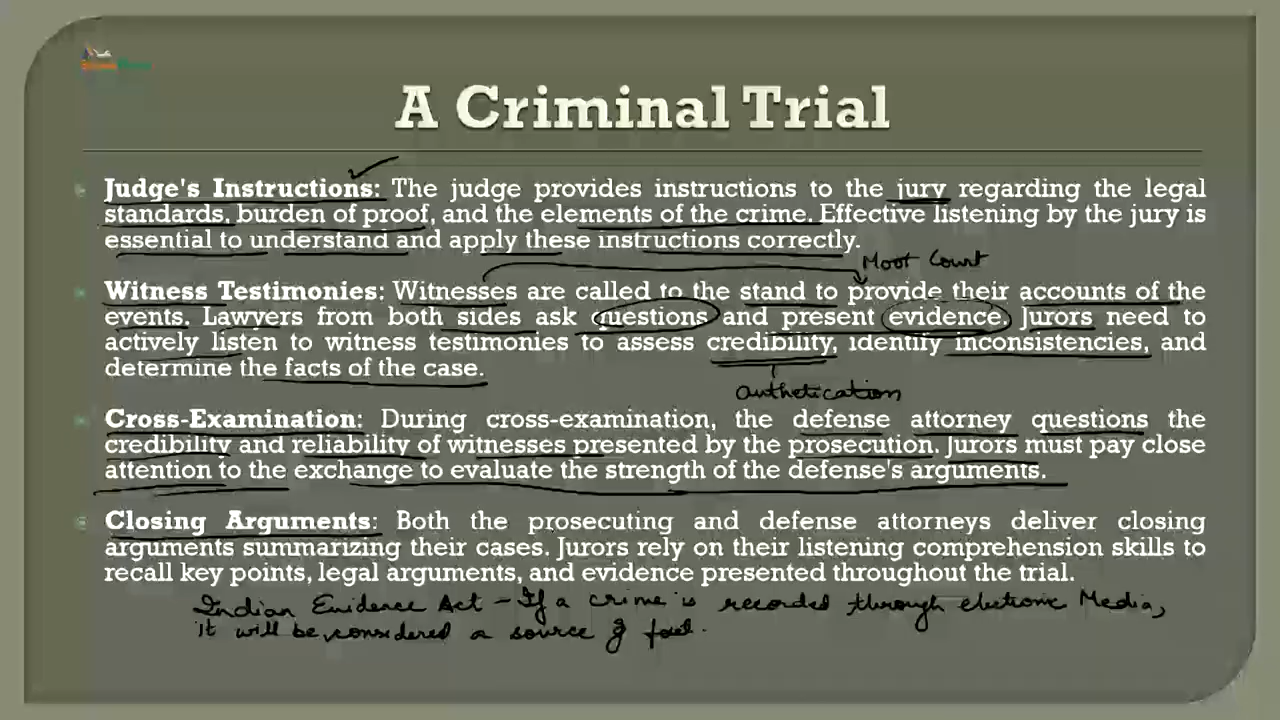 A Criminal Trial
Judge's Instructions: The judge provides instructions to the jury regarding the legal
standards, burden of proof, and the elements of the crime. Effective listening by the jury is
essential to understand and apply these instructions correctly.
Moot Court
Witness Testimonies: Witnesses are called to the stand to provide their accounts of the
events. Lawyers from both sides ask questions and present evidence. Jurors need to
actively listen to witness testimonies to assess credibility, identify inconsistencies, and
determine the facts of the case.
authetication
Cross-Examination: During cross-examination, the defense attorney questions the
credibility and reliability of witnesses presented by the prosecution. Jurors must pay close
attention to the exchange to evaluate the strength of the defense's arguments.
Closing Arguments: Both the prosecuting and defense attorneys deliver closing
arguments summarizing their cases. Jurors rely on their listening comprehension skills to
recall key points, legal arguments, and evidence presented throughout the trial.
Indian Evidence Act - If a crime is recorded through electronic Media,
it will be considered a source of